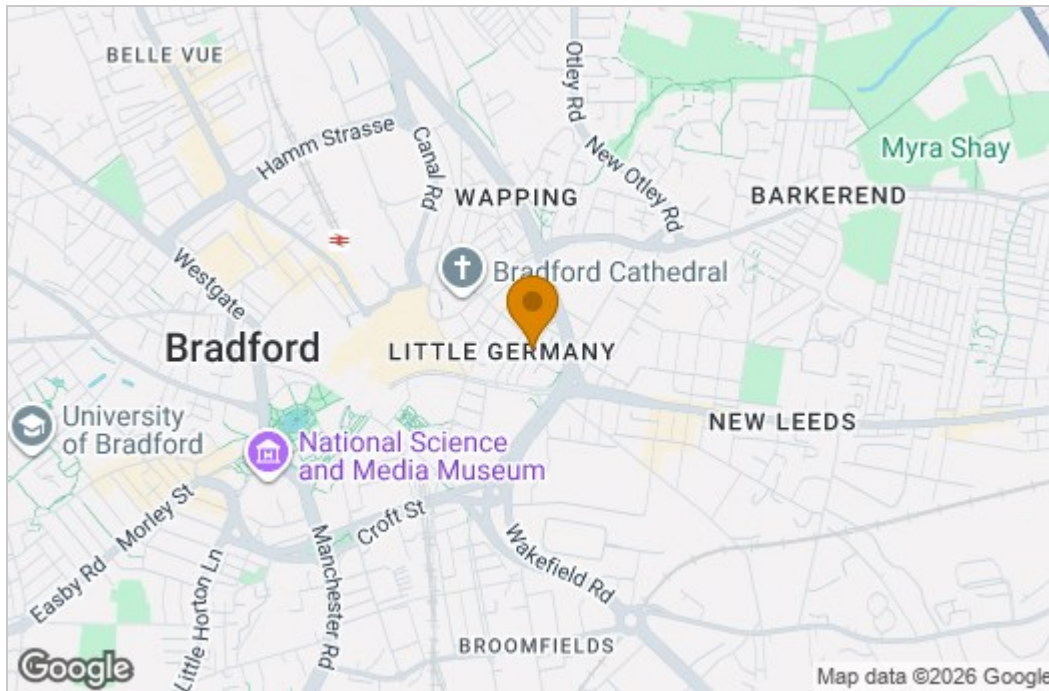 BELLE VUE
Otley Rd
Hamm Strasse
Canal Rd
New Otley Rd
Myra Shay
WAPPING
BARKEREND
Westgate
Bradford Cathedral
Bradford
LITTLE GERMANY
University
of Bradford
NEW LEEDS
National Science
and Media Museum
Morley St
Croft St
Easby Rd
Little Horton Ln
Manchester Rd
Wakefield Rd
BROOMFIELDS
Google
Map data ©2026 Google